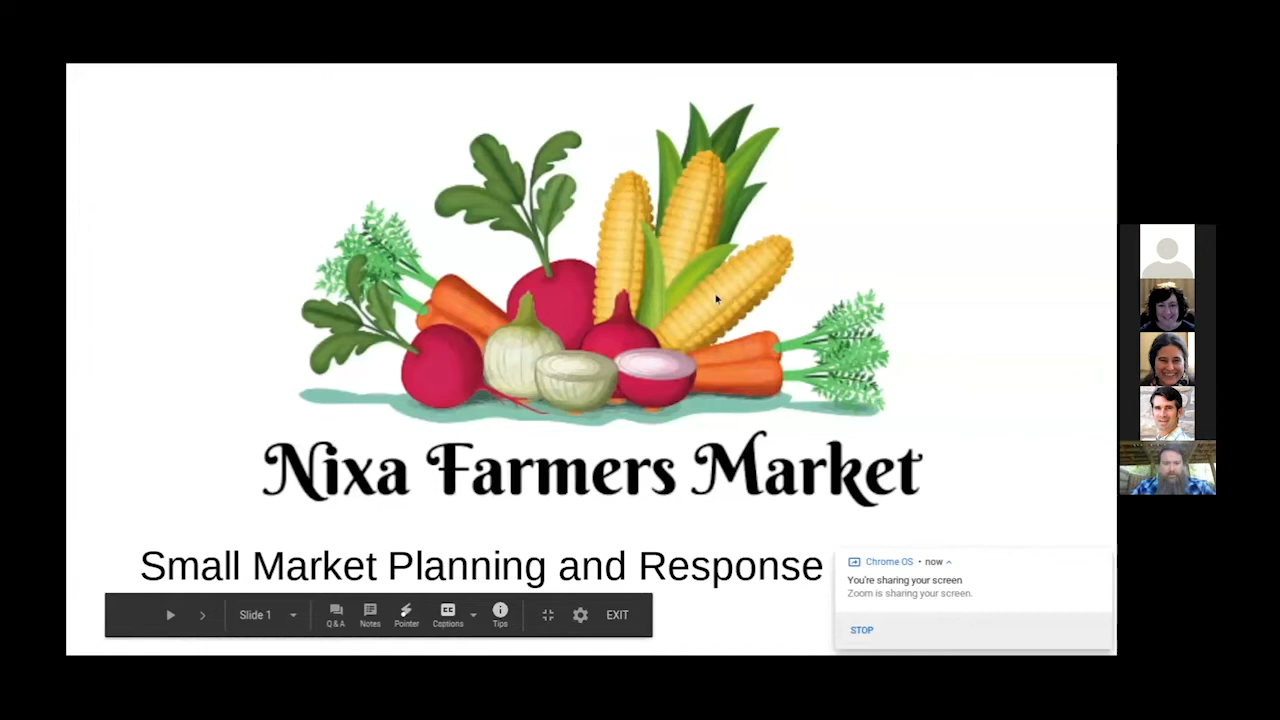 Nixa Farmers Market
Small Market Planning and Response
Slide 1
Q & A
Notes
Pointer
CC
Captions
Tips
EXIT
Chrome OS • now
You're sharing your screen
Zoom is sharing your screen.
STOP